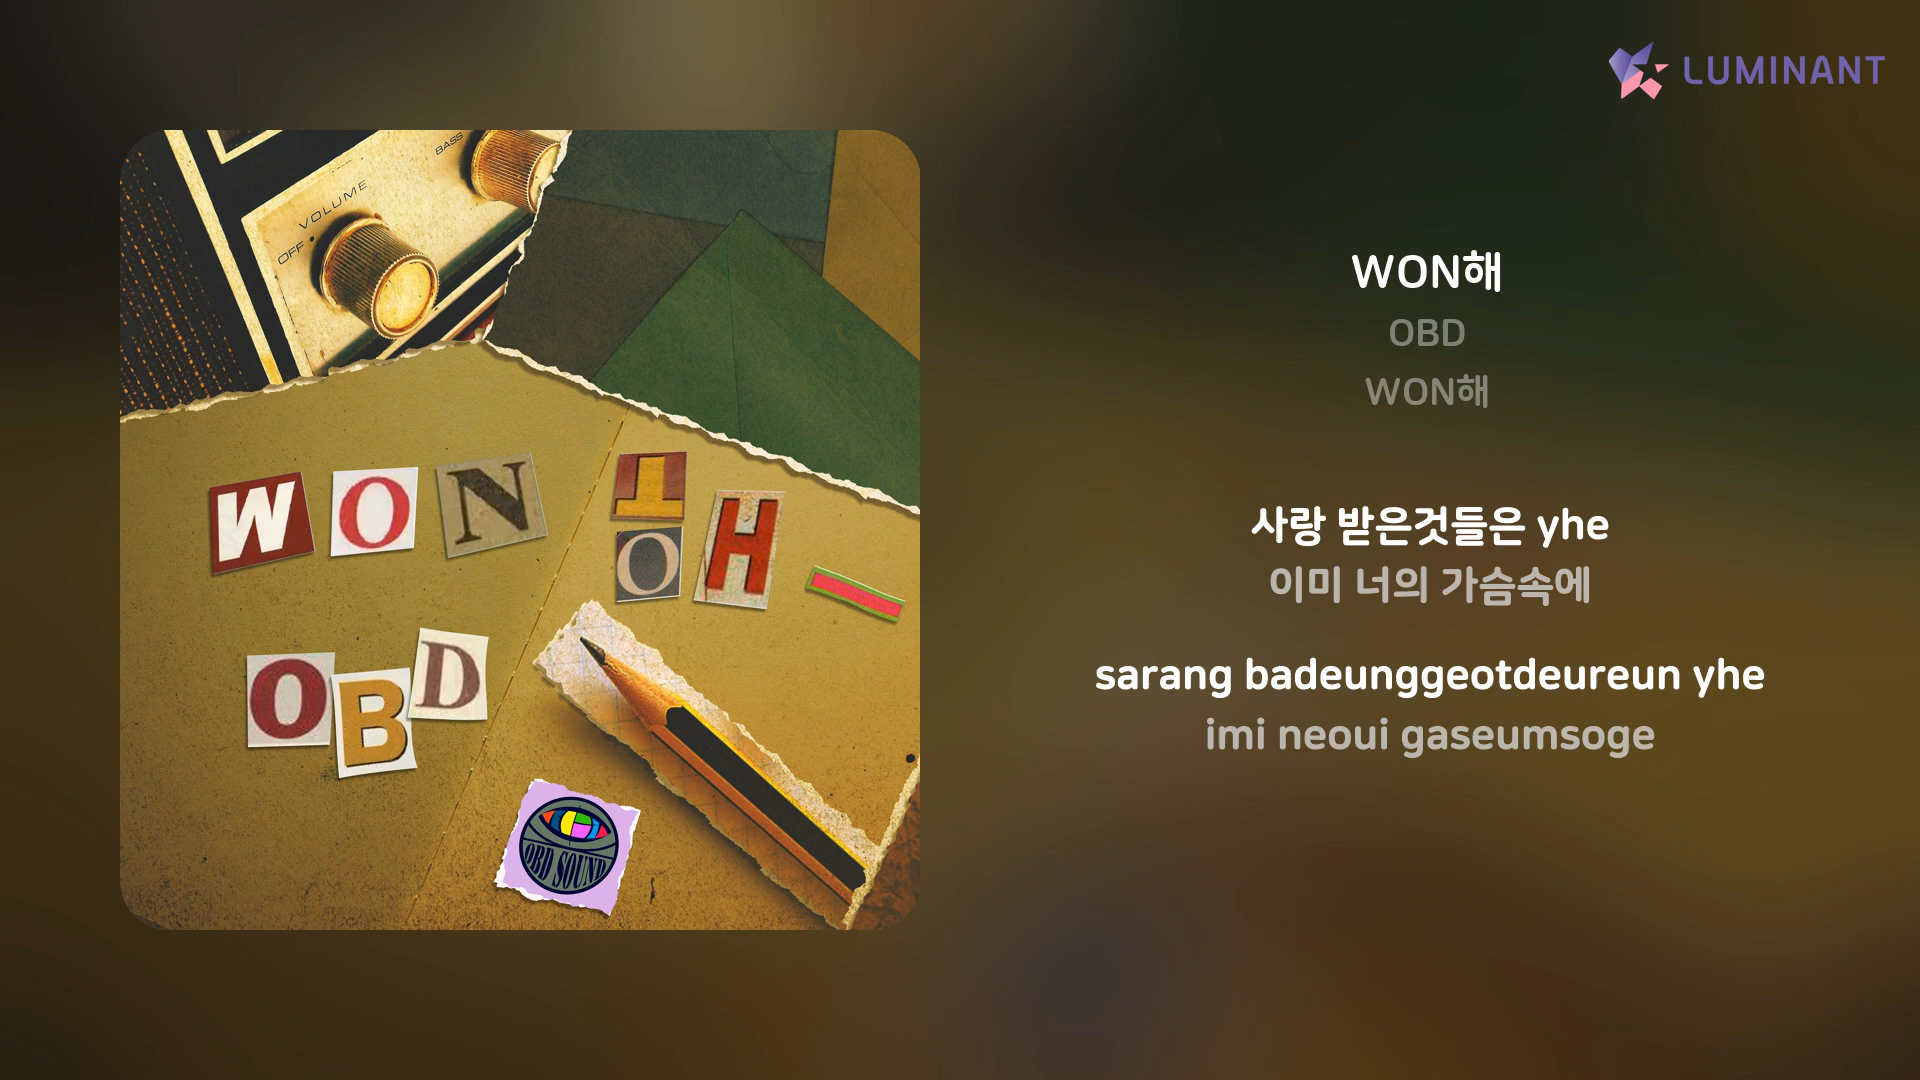 LUMINANT
VOLUME
BASS
OFF
WON
OH
OBD
OBD SOUND
WON해
OBD
WON해
사랑 받은것들은 yhe
이미 너의 가슴속에
sarang badeunggeotdeureun yhe
imi neoui gaseumsoge